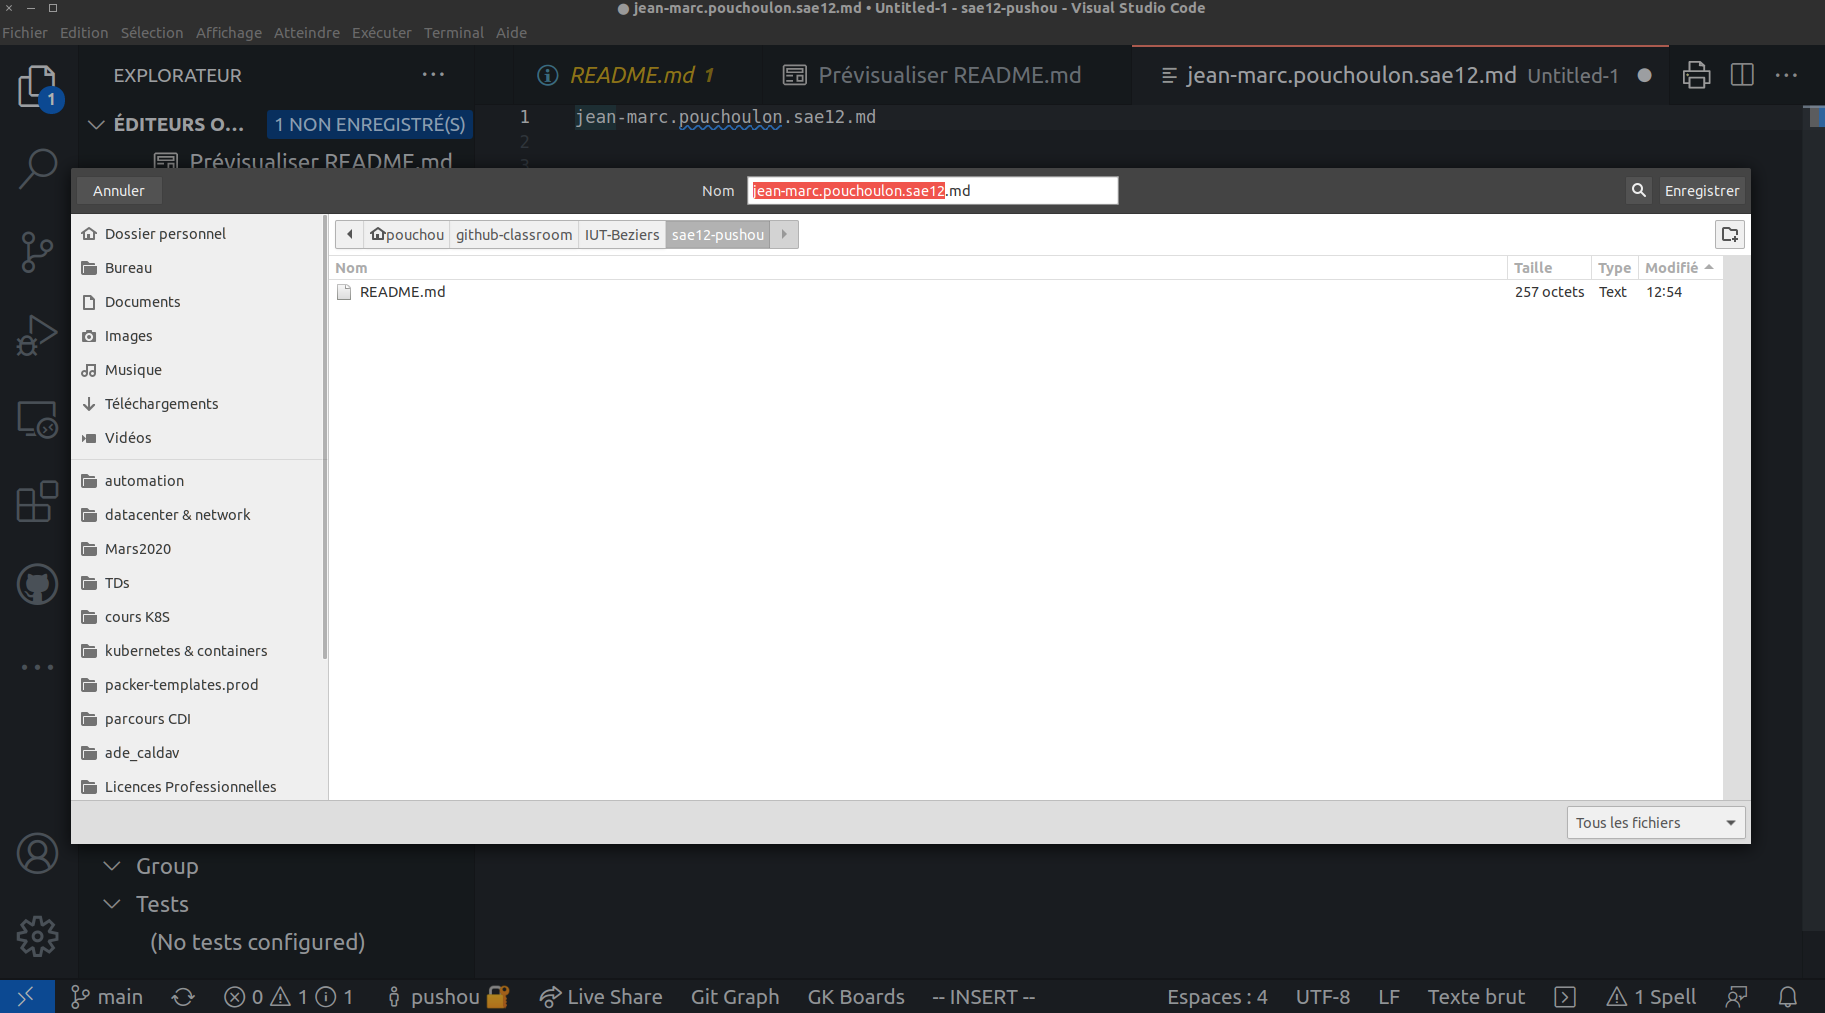 ● jean-marc.pouchoulon.sae12.md • Untitled-1 - sae12-pushou - Visual Studio Code
Fichier Edition Sélection Affichage Atteindre Exécuter Terminal Aide
EXPLORATEUR ···
README.md 1
Prévisualiser README.md
jean-marc.pouchoulon.sae12.md Untitled-1 ●
1
ÉDITEURS O... 1 NON ENREGISTRÉ(S)
1 jean-marc.pouchoulon.sae12.md
2
3
Prévisualiser README.md
Annuler Nom jean-marc.pouchoulon.sae12.md Enregistrer
pouchou github-classroom IUT-Beziers sae12-pushou
Nom Taille Type Modifié
README.md 257 octets Text 12:54
Dossier personnel
Bureau
Documents
Images
Musique
Téléchargements
Vidéos
automation
datacenter & network
Mars2020
TDs
cours K8S
kubernetes & containers
packer-templates.prod
parcours CDI
ade_caldav
Licences Professionnelles
Tous les fichiers
Group
Tests
(No tests configured)
main 0 1 1 pushou Live Share Git Graph GK Boards -- INSERT -- Espaces : 4 UTF-8 LF Texte brut 1 Spell